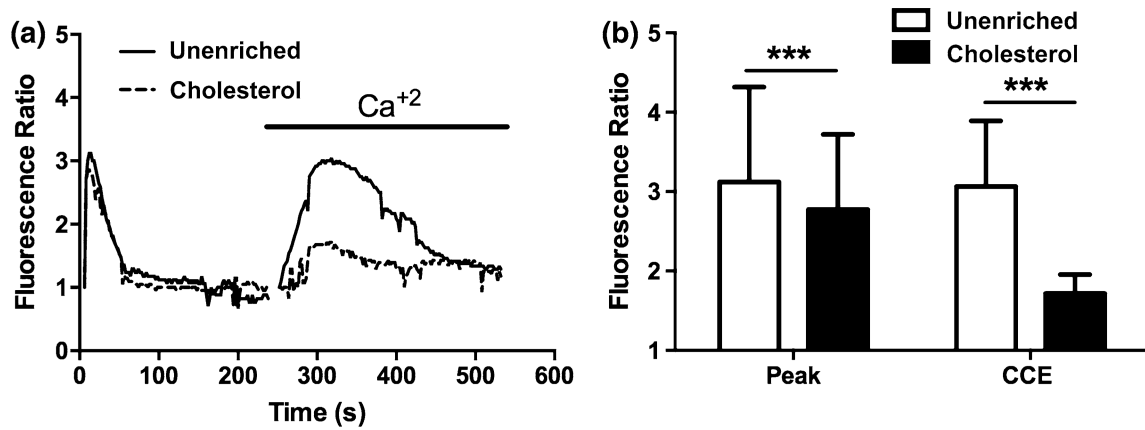 (a)
5
4
3
2
1
0
Fluorescence Ratio
Unenriched
Cholesterol
Ca+2
0 100 200 300 400 500 600
Time (s)
(b)
Unenriched
Cholesterol
5
4
3
2
1
Fluorescence Ratio
***
***
Peak CCE